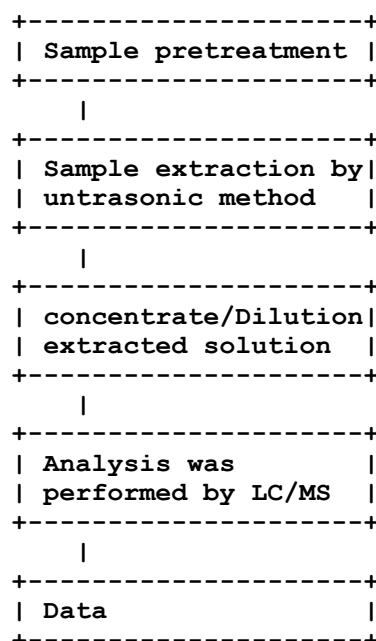 Sample pretreatment
Sample extraction by
untrasonic method
concentrate/Dilution
extracted solution
Analysis was
performed by LC/MS
Data